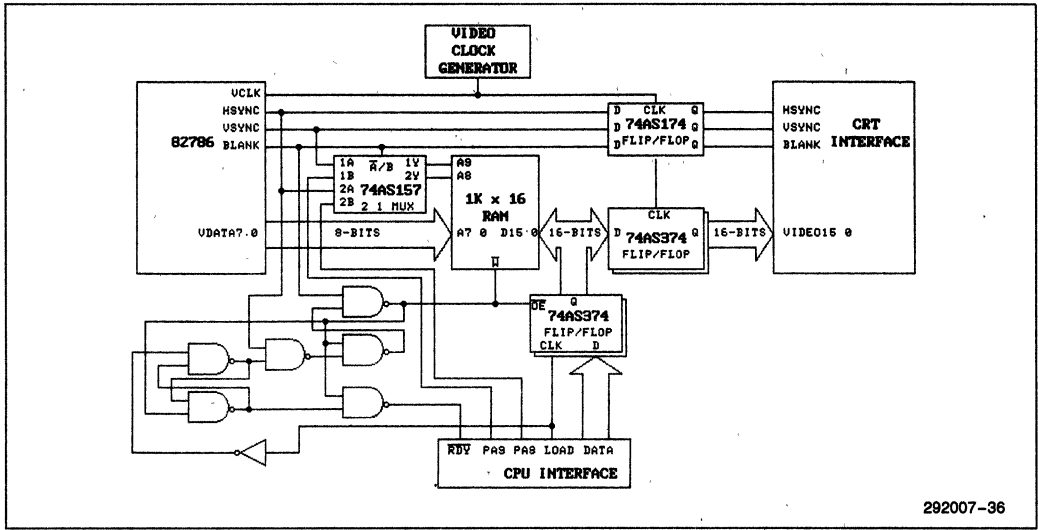 VIDEO
CLOCK
GENERATOR
82786
VCLK
HSYNC
VSYNC
BLANK
VDATA7.0
D CLK Q
D 74AS174 Q
D FLIP/FLOP Q
HSYNC
VSYNC
BLANK
CRT
INTERFACE
VIDEO15 0
1A A/B 1Y
1B 2Y
2A 74AS157
2B 2 1 MUX
A9
A8
1K x 16
RAM
A7 0 D15 0
W
8-BITS
16-BITS
CLK
D 74AS374 Q
FLIP/FLOP
16-BITS
OE Q
74AS374
FLIP/FLOP
CLK D
RDY PA9 PA8 LOAD DATA
CPU INTERFACE
292007-36